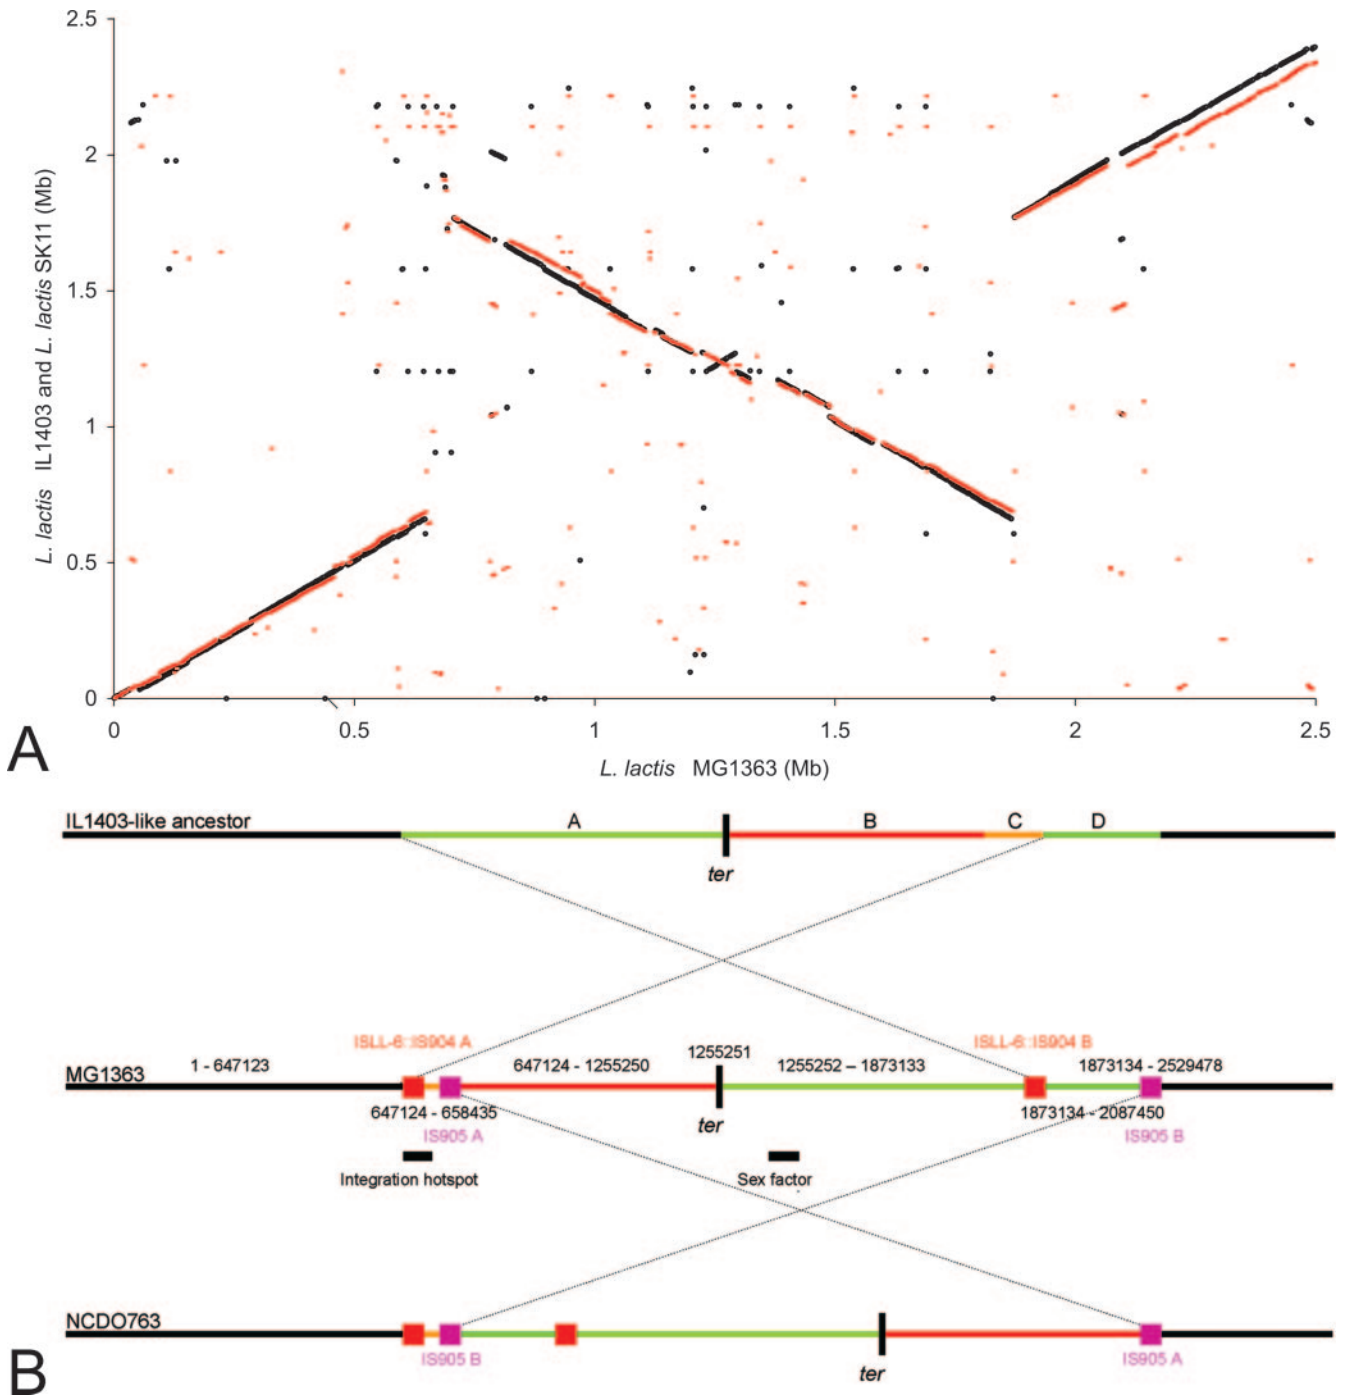 2.5
2
1.5
1
0.5
0
L. lactis IL1403 and L. lactis SK11 (Mb)
0 0.5 1 1.5 2 2.5
L. lactis MG1363 (Mb)
A
IL1403-like ancestor
A B C D
ter
ISLL-6::IS904 A ISLL-6::IS904 B
1 - 647123 647124 - 1255250 1255251 1255252 – 1873133 1873134 - 2529478
MG1363
647124 - 658435 ter 1873134 - 2087450
IS905 A IS905 B
Integration hotspot Sex factor
NCDO763
IS905 B ter IS905 A
B